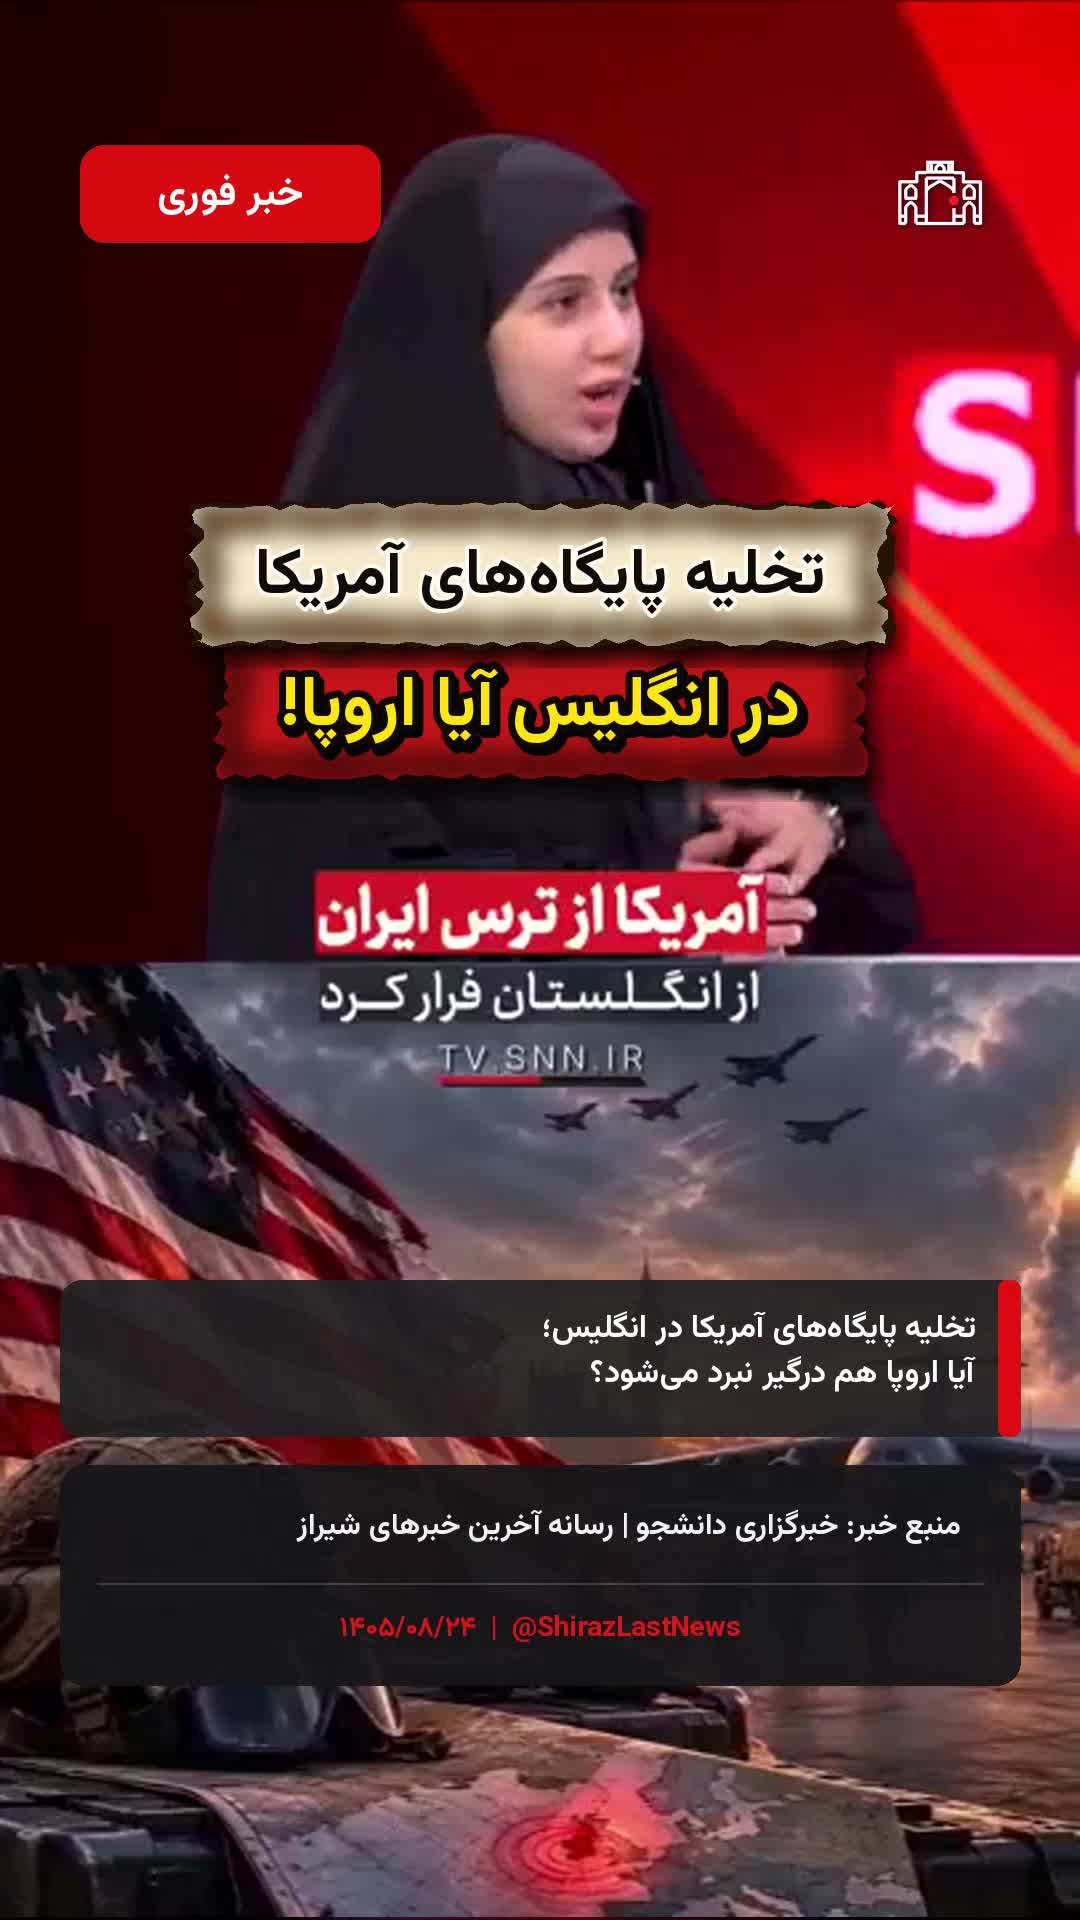 خبر فوری
S
تخلیه پایگاه‌های آمریکا
در انگلیس آیا اروپا!
آمریکا از ترس ایران
از انگلستان فرار کرد
TV.SNN.IR
تخلیه پایگاه‌های آمریکا در انگلیس؛
آیا اروپا هم درگیر نبرد می‌شود؟
منبع خبر: خبرگزاری دانشجو | رسانه آخرین خبرهای شیراز
۱۴۰۵/۰۸/۲۴ | @ShirazLastNews